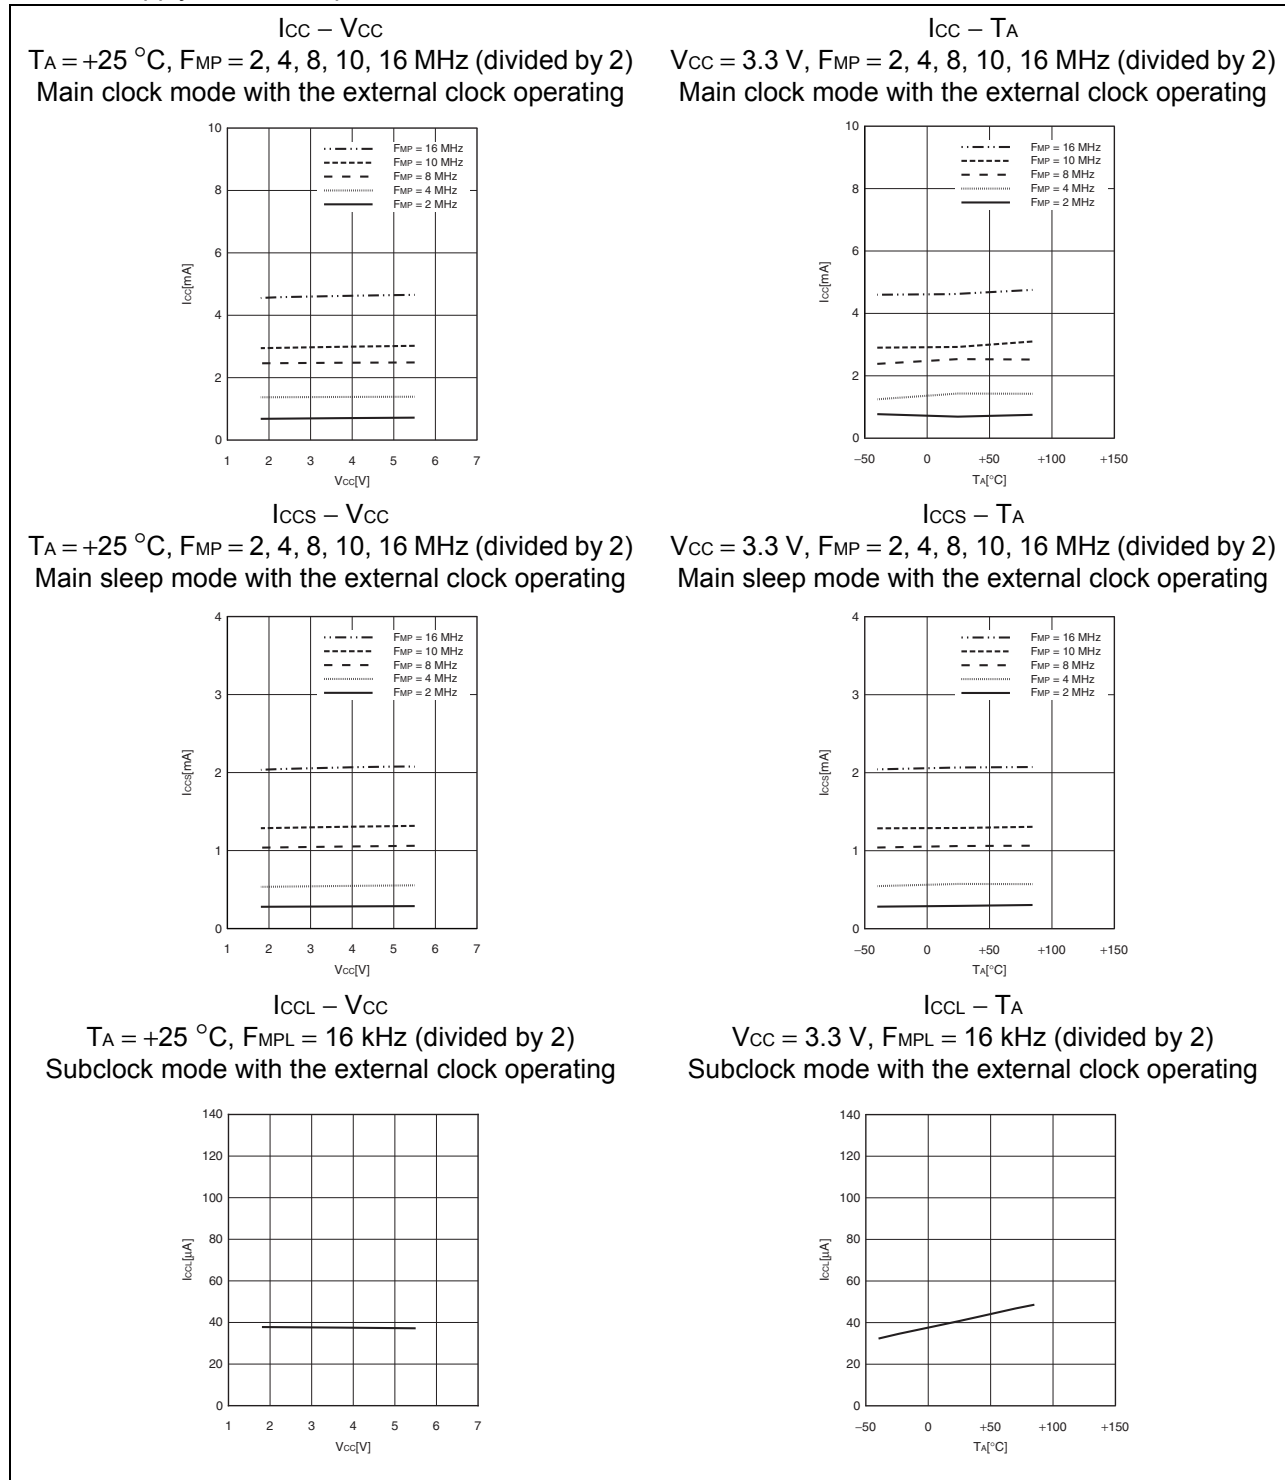 ICC – VCC
TA = +25 °C, FMP = 2, 4, 8, 10, 16 MHz (divided by 2)
Main clock mode with the external clock operating
10
8
6
4
2
0
ICC[mA]
FMP = 16 MHz
FMP = 10 MHz
FMP = 8 MHz
FMP = 4 MHz
FMP = 2 MHz
1 2 3 4 5 6 7
VCC[V]
ICC – TA
VCC = 3.3 V, FMP = 2, 4, 8, 10, 16 MHz (divided by 2)
Main clock mode with the external clock operating
10
8
6
4
2
0
ICC[mA]
FMP = 16 MHz
FMP = 10 MHz
FMP = 8 MHz
FMP = 4 MHz
FMP = 2 MHz
−50 0 +50 +100 +150
TA[°C]
ICCS – VCC
TA = +25 °C, FMP = 2, 4, 8, 10, 16 MHz (divided by 2)
Main sleep mode with the external clock operating
4
3
2
1
0
ICCS[mA]
FMP = 16 MHz
FMP = 10 MHz
FMP = 8 MHz
FMP = 4 MHz
FMP = 2 MHz
1 2 3 4 5 6 7
VCC[V]
ICCS – TA
VCC = 3.3 V, FMP = 2, 4, 8, 10, 16 MHz (divided by 2)
Main sleep mode with the external clock operating
4
3
2
1
0
ICCS[mA]
FMP = 16 MHz
FMP = 10 MHz
FMP = 8 MHz
FMP = 4 MHz
FMP = 2 MHz
−50 0 +50 +100 +150
TA[°C]
ICCL – VCC
TA = +25 °C, FMPL = 16 kHz (divided by 2)
Subclock mode with the external clock operating
140
120
100
80
60
40
20
0
ICCL[µA]
1 2 3 4 5 6 7
VCC[V]
ICCL – TA
VCC = 3.3 V, FMPL = 16 kHz (divided by 2)
Subclock mode with the external clock operating
140
120
100
80
60
40
20
0
ICCL[µA]
−50 0 +50 +100 +150
TA[°C]